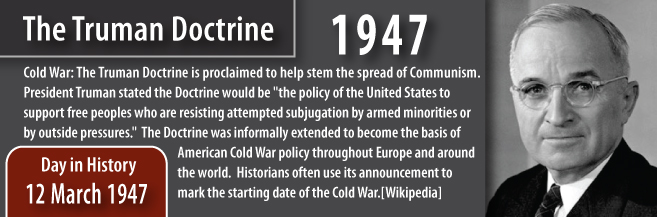 The Truman Doctrine
1947
Cold War: The Truman Doctrine is proclaimed to help stem the spread of Communism.
President Truman stated the Doctrine would be "the policy of the United States to
support free peoples who are resisting attempted subjugation by armed minorities or
by outside pressures."  The Doctrine was informally extended to become the basis of
American Cold War policy throughout Europe and around
the world.  Historians often use its announcement to
mark the starting date of the Cold War.[Wikipedia]
Day in History
12 March 1947